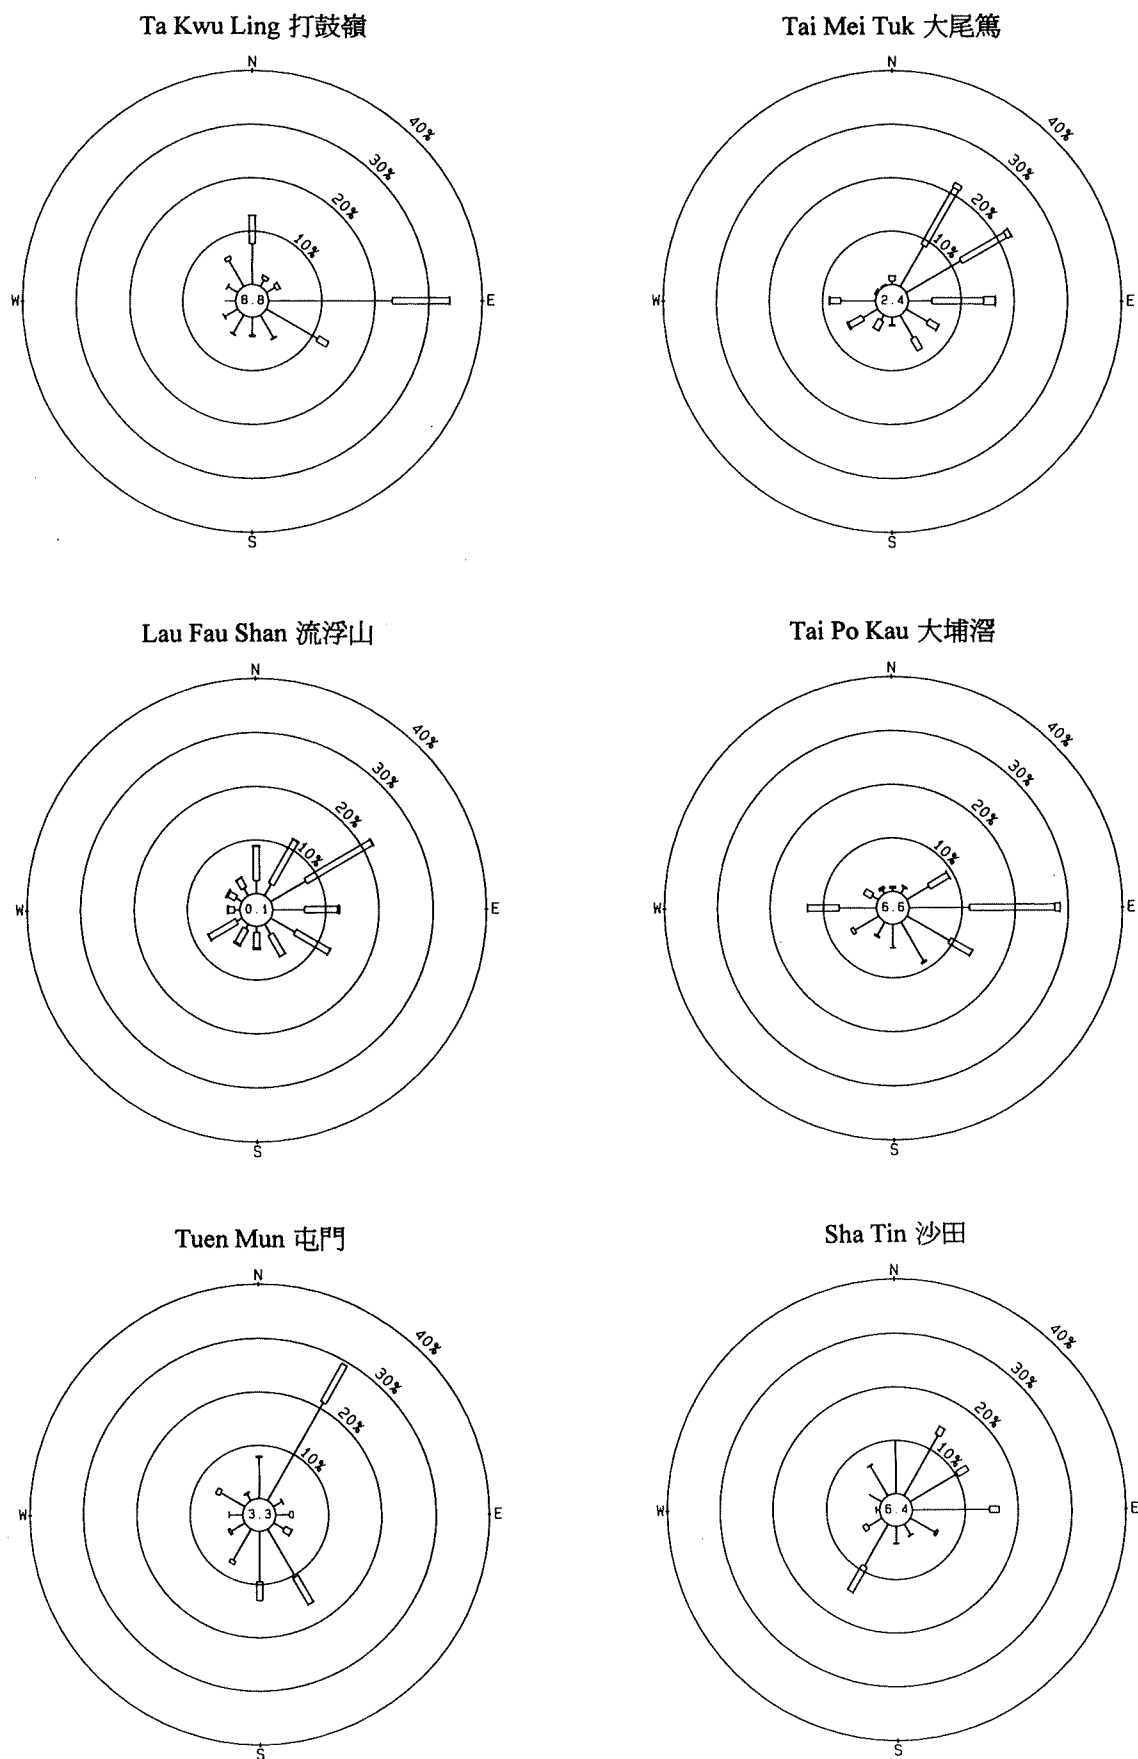 Ta Kwu Ling 打鼓嶺
N
40%
30%
20%
10%
W
8.8
E
S
Tai Mei Tuk 大尾篤
N
40%
30%
20%
10%
W
2.4
E
S
Lau Fau Shan 流浮山
N
40%
30%
20%
10%
W
0.1
E
S
Tai Po Kau 大埔滘
N
40%
30%
20%
10%
W
6.6
E
S
Tuen Mun 屯門
N
40%
30%
20%
10%
W
3.3
E
S
Sha Tin 沙田
N
40%
30%
20%
10%
W
6.4
E
S